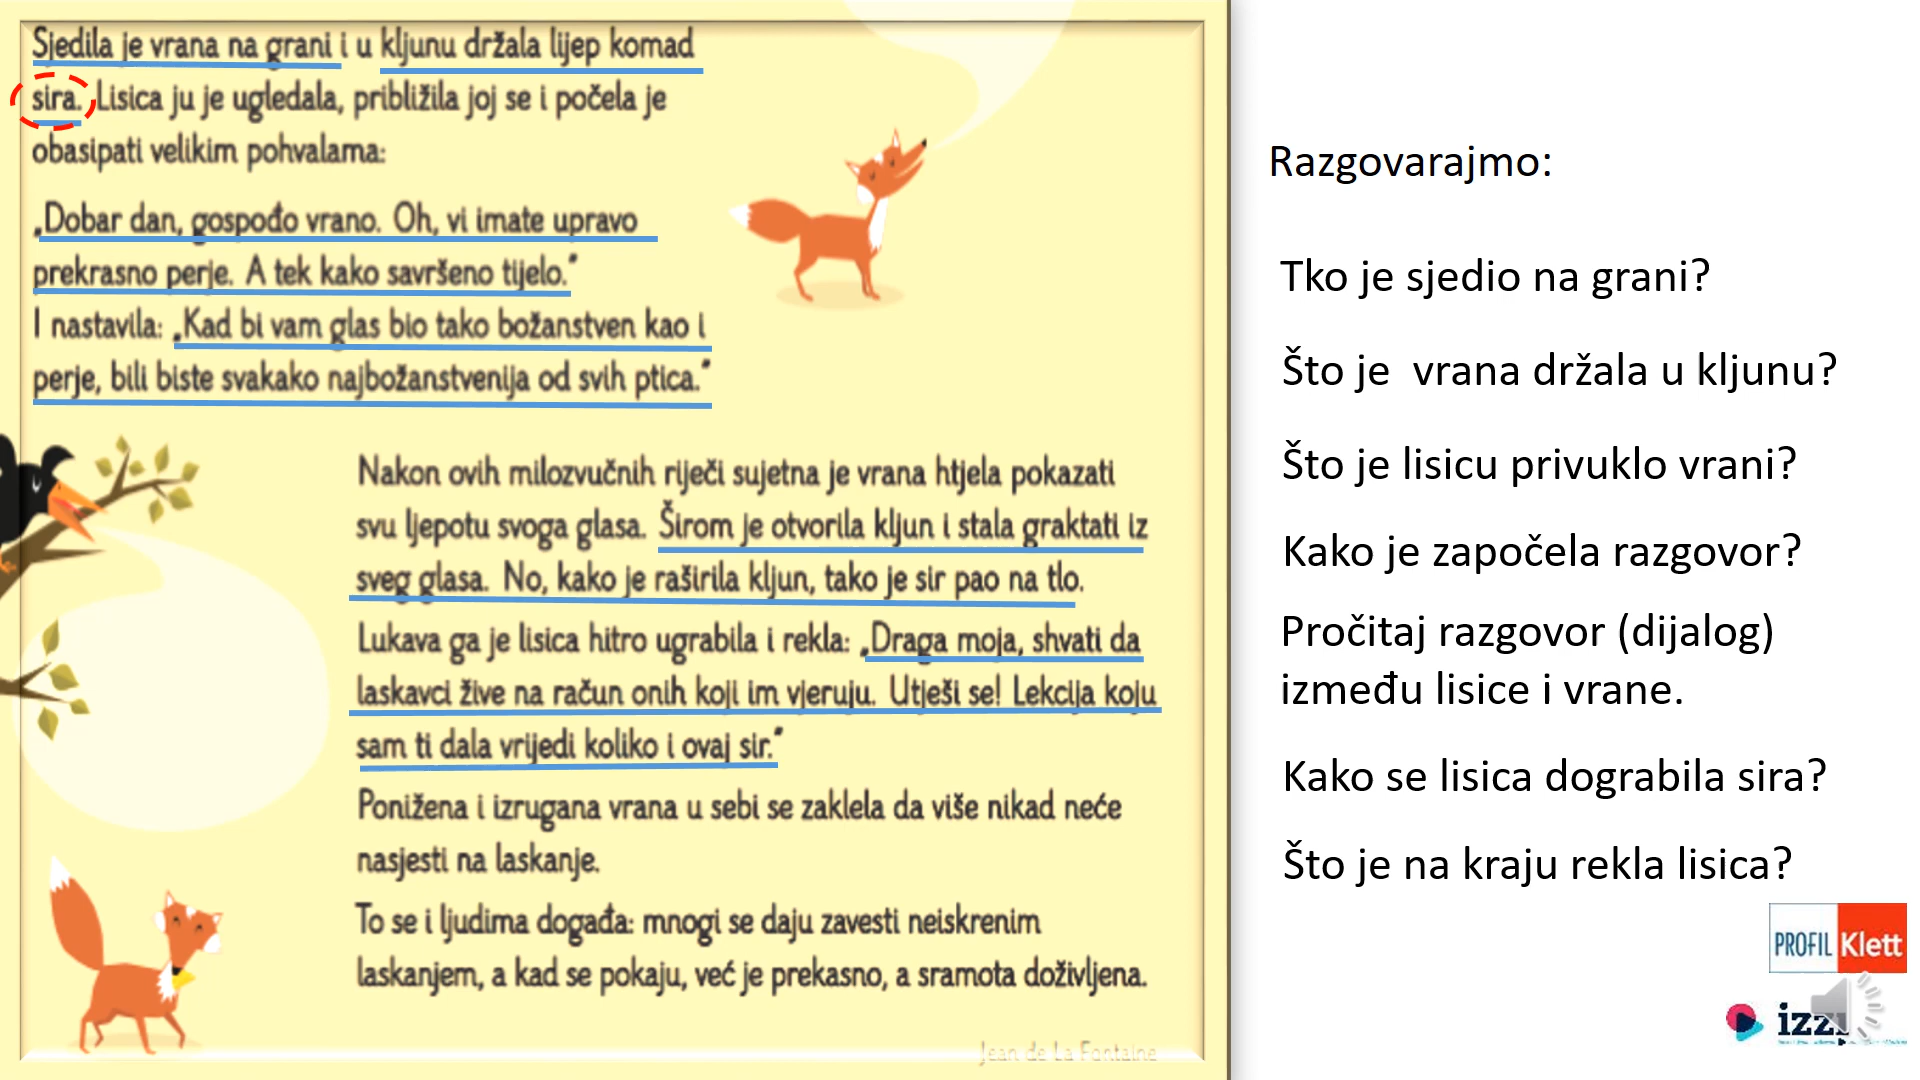 Sjedila je vrana na grani i u kljunu držala lijep komad
sira. Lisica ju je ugledala, približila joj se i počela je
obasipati velikim pohvalama:
„Dobar dan, gospođo vrano. Oh, vi imate upravo
prekrasno perje. A tek kako savršeno tijelo.“
I nastavila: „Kad bi vam glas bio tako božanstven kao i
perje, bili biste svakako najbožanstvenija od svih ptica.“
Nakon ovih milozvučnih riječi sujetna je vrana htjela pokazati
svu ljepotu svoga glasa. Širom je otvorila kljun i stala graktati iz
sveg glasa. No, kako je raširila kljun, tako je sir pao na tlo.
Lukava ga je lisica hitro ugrabila i rekla: „Draga moja, shvati da
laskavci žive na račun onih koji im vjeruju. Utješi se! Lekcija koju
sam ti dala vrijedi koliko i ovaj sir.“
Ponižena i izrugana vrana u sebi se zaklela da više nikad neće
nasjesti na laskanje.
To se i ljudima događa: mnogi se daju zavesti neiskrenim
laskanjem, a kad se pokaju, već je prekasno, a sramota doživljena.
Jean de La Fontaine
Razgovarajmo:
Tko je sjedio na grani?
Što je  vrana držala u kljunu?
Što je lisicu privuklo vrani?
Kako je započela razgovor?
Pročitaj razgovor (dijalog)
između lisice i vrane.
Kako se lisica dograbila sira?
Što je na kraju rekla lisica?
PROFIL Klett
izzi